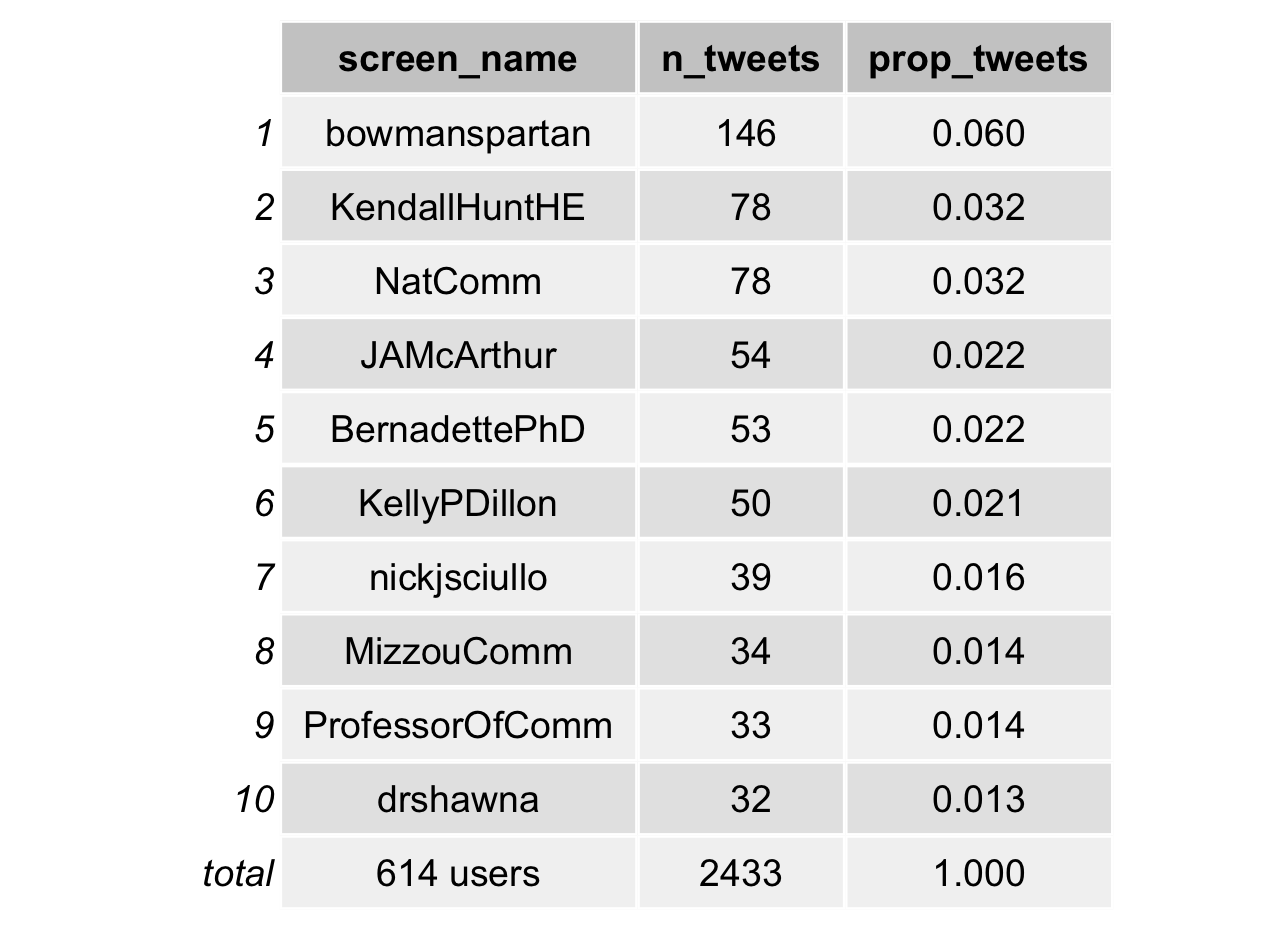 screen_name n_tweets prop_tweets
1 bowmanspartan 146 0.060
2 KendallHuntHE 78 0.032
3 NatComm 78 0.032
4 JAMcArthur 54 0.022
5 BernadettePhD 53 0.022
6 KellyPDillon 50 0.021
7 nickjsciullo 39 0.016
8 MizzouComm 34 0.014
9 ProfessorOfComm 33 0.014
10 drshawna 32 0.013
total 614 users 2433 1.000